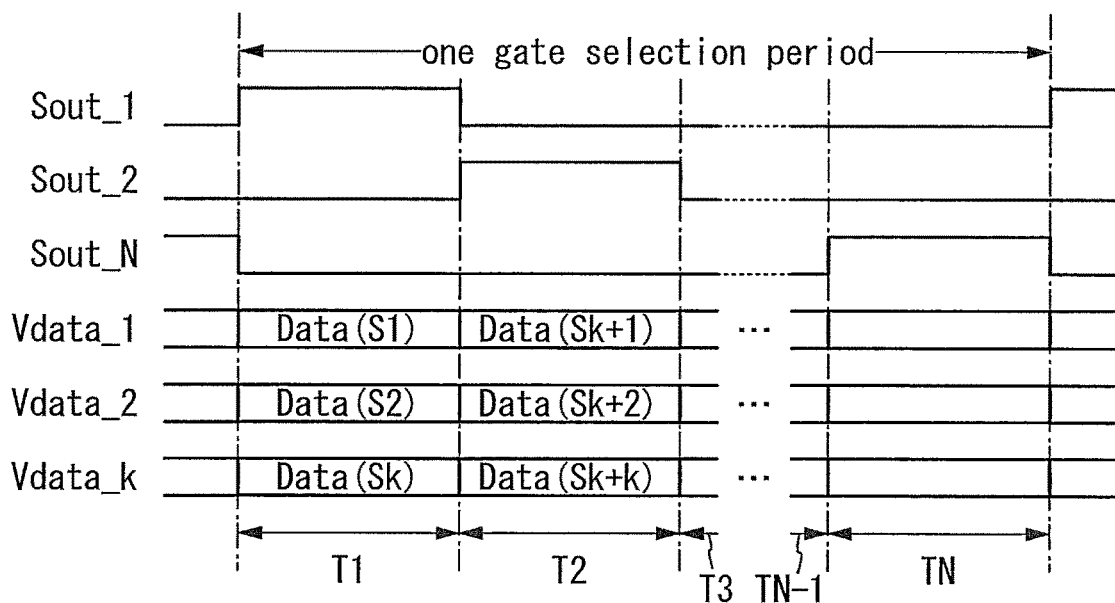 one gate selection period
Sout_1
Sout_2
Sout_N
Vdata_1 Data(S1) Data(Sk+1) ...
Vdata_2 Data(S2) Data(Sk+2) ...
Vdata_k Data(Sk) Data(Sk+k) ...
T1 T2 T3 TN-1 TN